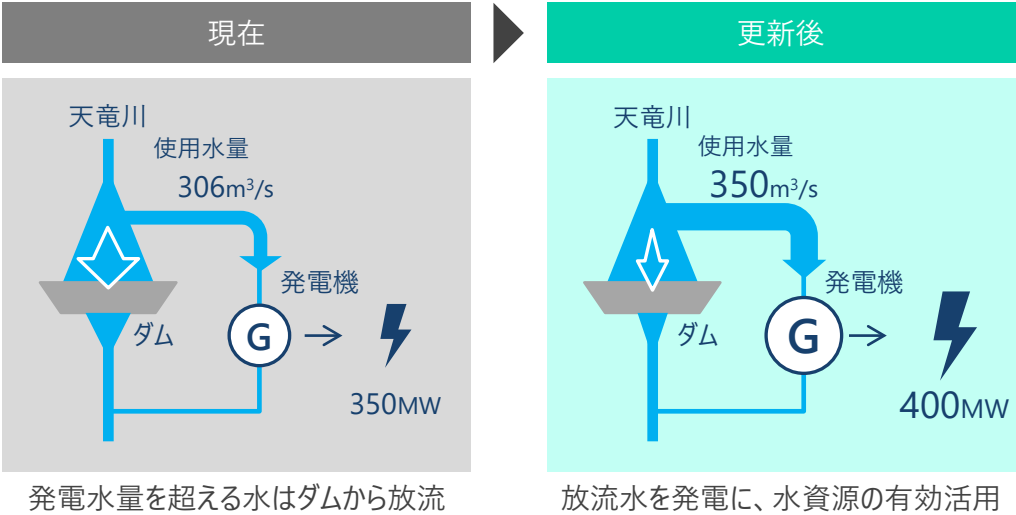 現在
更新後
天竜川
使用水量
306m³/s
発電機
ダム
G
350MW
発電水量を超える水はダムから放流
天竜川
使用水量
350m³/s
発電機
ダム
G
400MW
放流水を発電に、水資源の有効活用